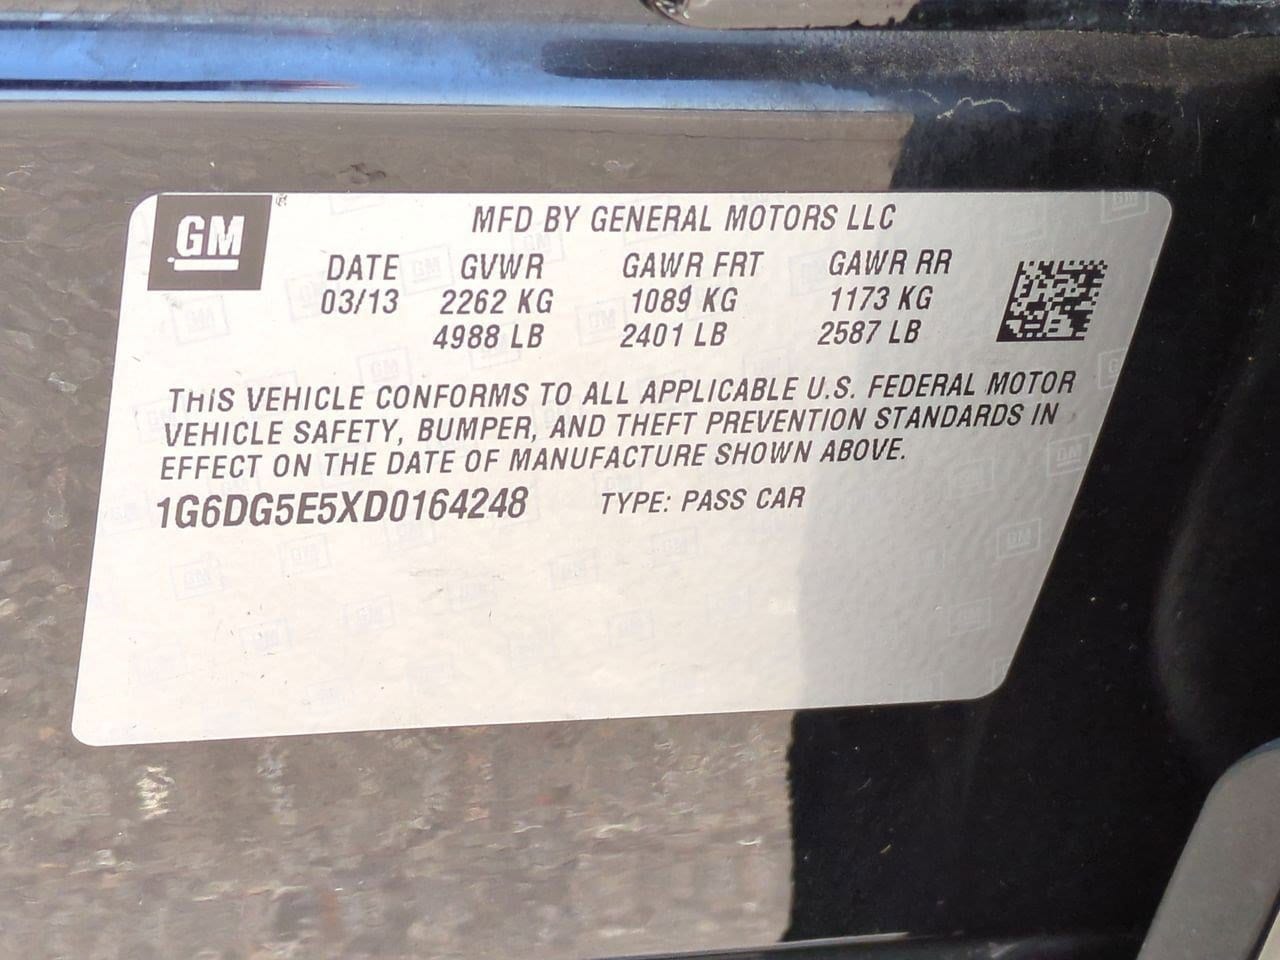 GM
MFD BY GENERAL MOTORS LLC
DATE GVWR GAWR FRT GAWR RR
03/13 2262 KG 1089 KG 1173 KG
4988 LB 2401 LB 2587 LB
THIS VEHICLE CONFORMS TO ALL APPLICABLE U.S. FEDERAL MOTOR
VEHICLE SAFETY, BUMPER, AND THEFT PREVENTION STANDARDS IN
EFFECT ON THE DATE OF MANUFACTURE SHOWN ABOVE.
1G6DG5E5XD0164248 TYPE: PASS CAR